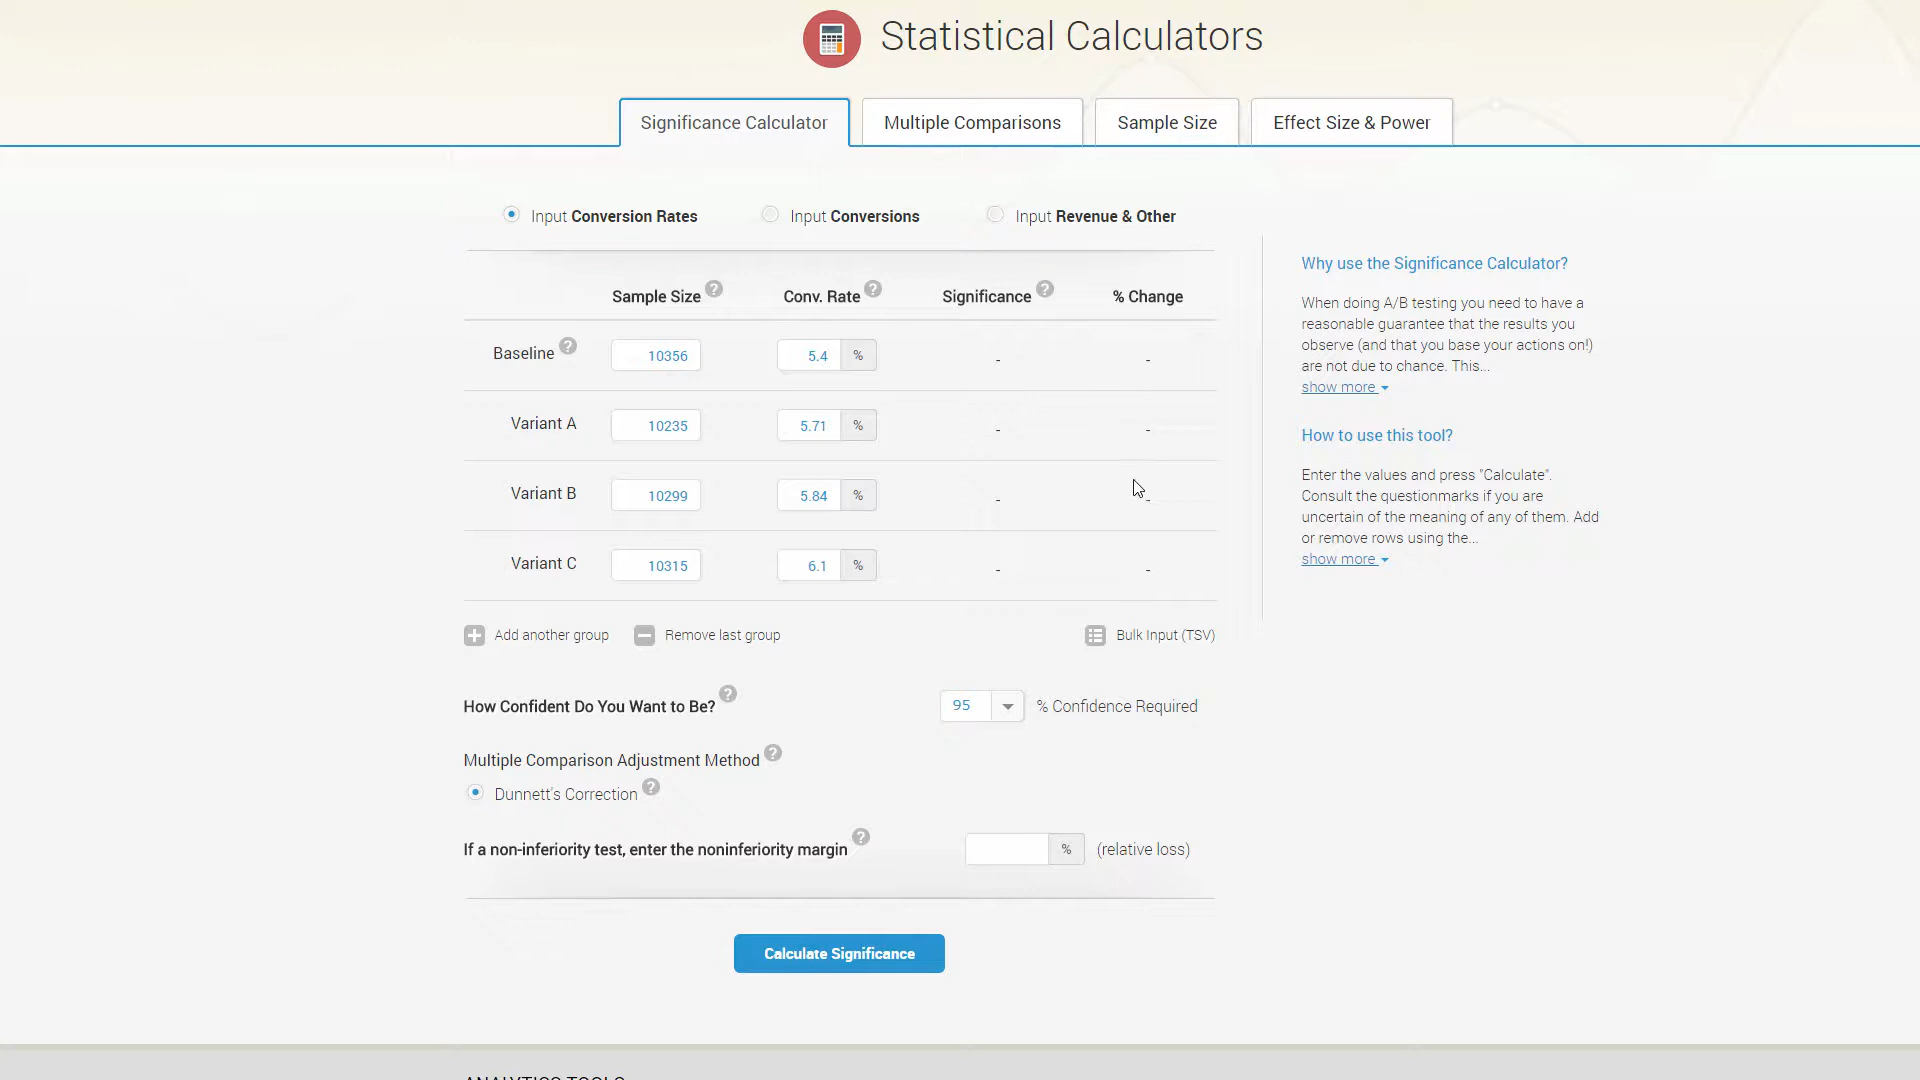 Statistical Calculators
Significance Calculator
Multiple Comparisons
Sample Size
Effect Size & Power
Input Conversion Rates
Input Conversions
Input Revenue & Other
Sample Size ?
Conv. Rate ?
Significance ?
% Change
Baseline ?
10356
5.4 %
-
-
Variant A
10235
5.71 %
-
-
Variant B
10299
5.84 %
-
-
Variant C
10315
6.1 %
-
-
Add another group
Remove last group
Bulk Input (TSV)
How Confident Do You Want to Be? ?
95
% Confidence Required
Multiple Comparison Adjustment Method ?
Dunnett's Correction ?
If a non-inferiority test, enter the noninferiority margin ?
%
(relative loss)
Calculate Significance
Why use the Significance Calculator?
When doing A/B testing you need to have a
reasonable guarantee that the results you
observe (and that you base your actions on!)
are not due to chance. This...
show more
How to use this tool?
Enter the values and press "Calculate".
Consult the questionmarks if you are
uncertain of the meaning of any of them. Add
or remove rows using the...
show more
ANALYTICS TOOLS